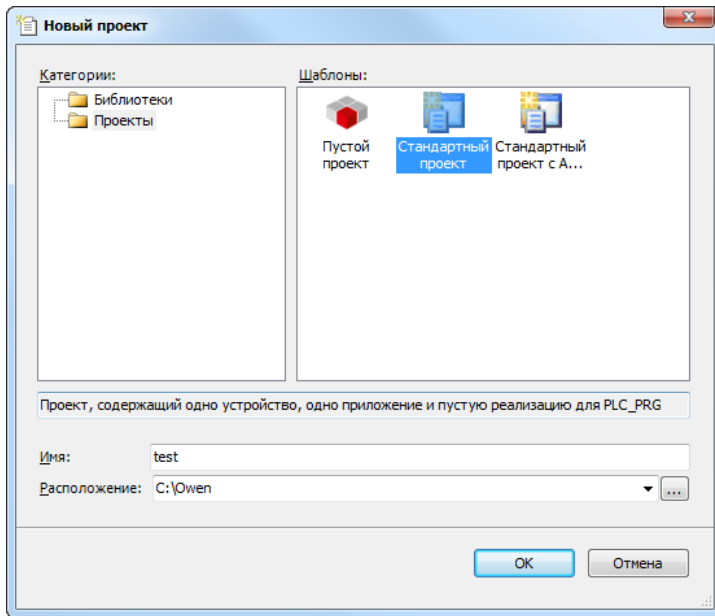 Новый проект
Категории:
Библиотеки
Проекты
Шаблоны:
Пустой
проект
Стандартный
проект
Стандартный
проект с А...
Проект, содержащий одно устройство, одно приложение и пустую реализацию для PLC_PRG
Имя:
test
Расположение:
C:\Owen
...
OK
Отмена